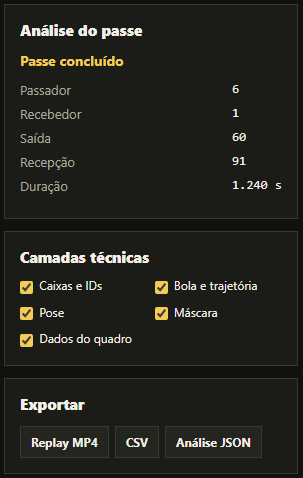 Análise do passe
Passe concluído
Passador 6
Recebedor 1
Saída 60
Recepção 91
Duração 1.240 s
Camadas técnicas
Caixas e IDs Bola e trajetória
Pose Máscara
Dados do quadro
Exportar
Replay MP4 CSV Análise JSON